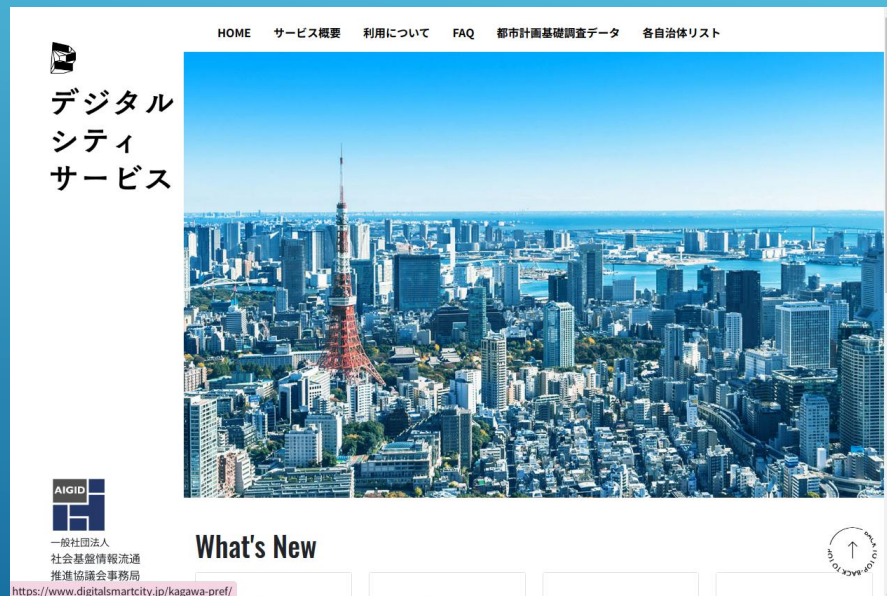 HOME サービス概要 利用について FAQ 都市計画基礎調査データ 各自治体リスト
デジタル
シティ
サービス
AIGID
一般社団法人
社会基盤情報流通
推進協議会事務局
What's New
BACK TO TOP
https://www.digitalsmartcity.jp/kagawa-pref/